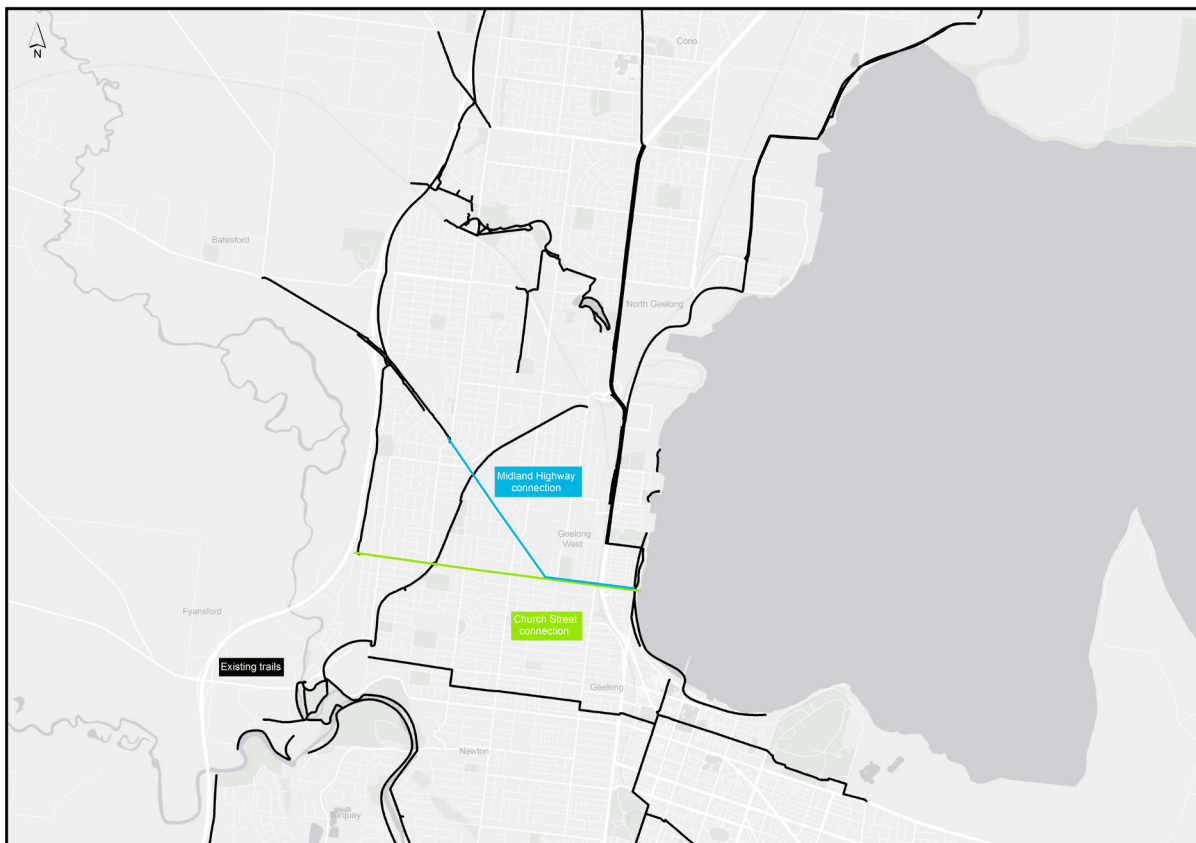 N
Corio
Batesford
North Geelong
Midland Highway
connection
Geelong
West
Fyansford
Church Street
connection
Existing trails
Geelong
Newton
Torquay